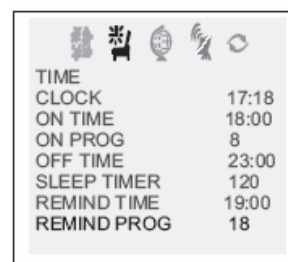 TIME
CLOCK 17:18
ON TIME 18:00
ON PROG 8
OFF TIME 23:00
SLEEP TIMER 120
REMIND TIME 19:00
REMIND PROG 18